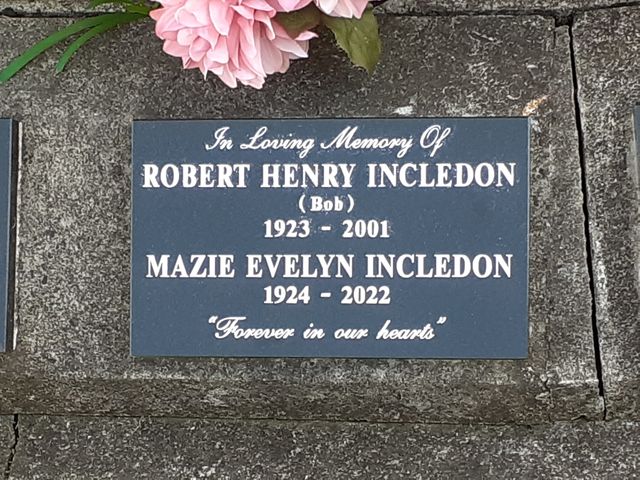 In Loving Memory Of
ROBERT HENRY INCLEDON
(Bob)
1923 - 2001
MAZIE EVELYN INCLEDON
1924 - 2022
"Forever in our hearts"